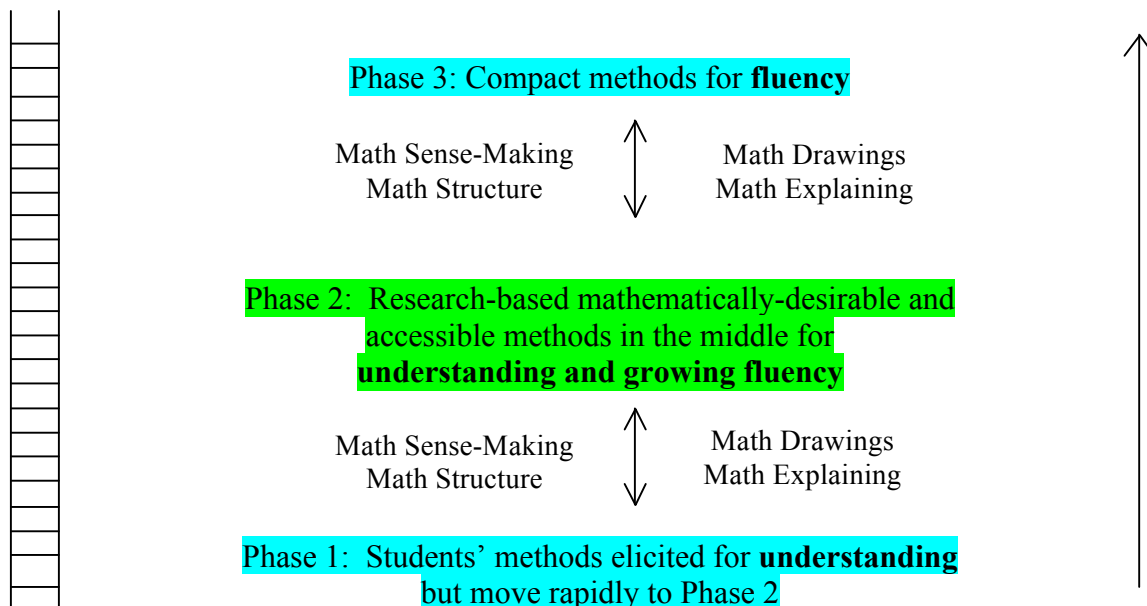 Phase 3: Compact methods for fluency
Math Sense-Making
Math Structure
Math Drawings
Math Explaining
Phase 2:  Research-based mathematically-desirable and
accessible methods in the middle for
understanding and growing fluency
Math Sense-Making
Math Structure
Math Drawings
Math Explaining
Phase 1:  Students’ methods elicited for understanding
but move rapidly to Phase 2